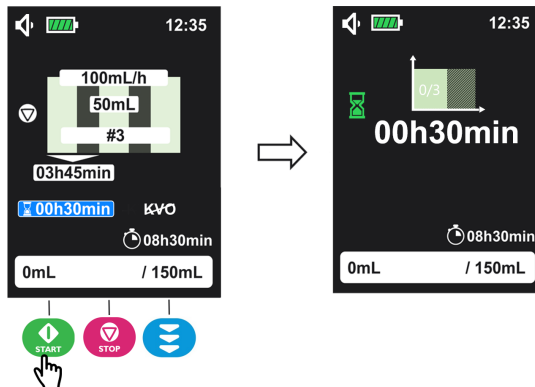 12:35
100mL/h
50mL
#3
03h45min
00h30min KVO
08h30min
0mL / 150mL
START STOP
12:35
0/3
00h30min
08h30min
0mL / 150mL